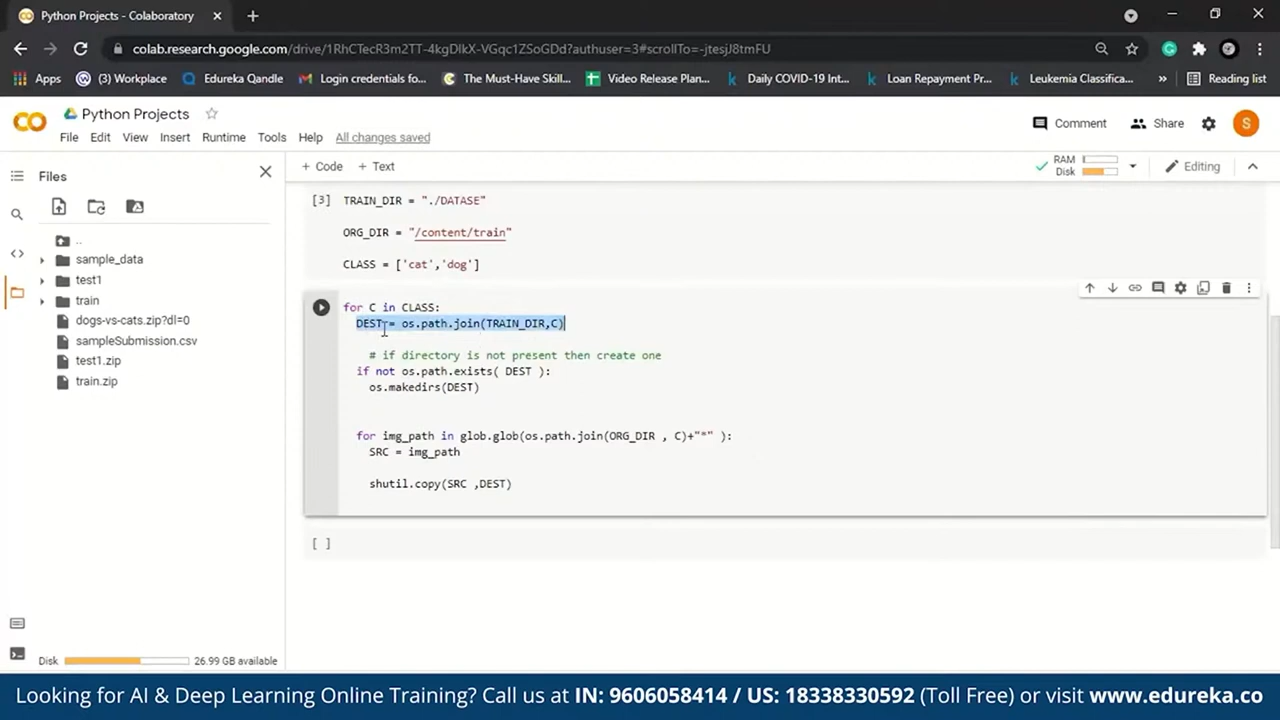 Python Projects - Colaboratory
colab.research.google.com/drive/1RhCTecR3m2TT-4kgDlkX-VGqc1ZSoGDd?authuser=3#scrollTo=-jtesjJ8tmFU
Apps
(3) Workplace
Edureka Qandle
Login credentials fo...
The Must-Have Skil...
Video Release Plan...
Daily COVID-19 Int...
Loan Repayment Pr...
Leukemia Classifica...
Reading list
Python Projects
File Edit View Insert Runtime Tools Help All changes saved
Comment
Share
S
Files
+ Code + Text
RAM
Disk
Editing
..
sample_data
test1
train
dogs-vs-cats.zip?dl=0
sampleSubmission.csv
test1.zip
train.zip
Disk 26.99 GB available
[3] TRAIN_DIR = "./DATASE"
ORG_DIR = "/content/train"
CLASS = ['cat','dog']
for C in CLASS:
DEST = os.path.join(TRAIN_DIR,C)
# if directory is not present then create one
if not os.path.exists( DEST ):
os.makedirs(DEST)
for img_path in glob.glob(os.path.join(ORG_DIR , C)+"*" ):
SRC = img_path
shutil.copy(SRC ,DEST)
[ ]
Looking for AI & Deep Learning Online Training? Call us at IN: 9606058414 / US: 18338330592 (Toll Free) or visit www.edureka.co